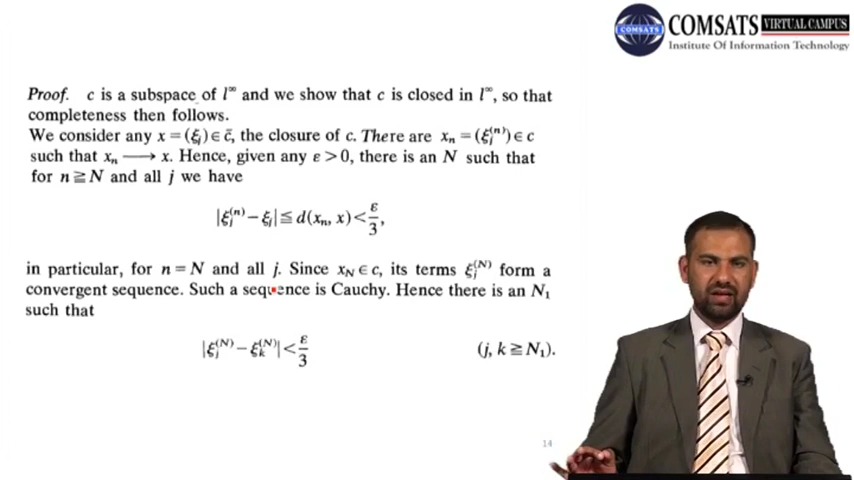 COMSATS VIRTUAL CAMPUS
COMSATS
Institute Of Information Technology
Proof. c is a subspace of l^∞ and we show that c is closed in l^∞, so that
completeness then follows.
We consider any x = (ξ_j) ∈ c̄, the closure of c. There are x_n = (ξ_j^(n)) ∈ c
such that x_n ⟶ x. Hence, given any ε > 0, there is an N such that
for n ≧ N and all j we have
|ξ_j^(n) − ξ_j| ≦ d(x_n, x) < ε/3,
in particular, for n = N and all j. Since x_N ∈ c, its terms ξ_j^(N) form a
convergent sequence. Such a sequence is Cauchy. Hence there is an N_1
such that
|ξ_j^(N) − ξ_k^(N)| < ε/3 (j, k ≧ N_1).
14